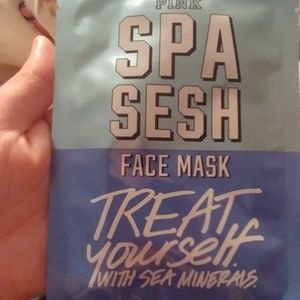 PINK
SPA
SESH
FACE MASK
TREAT
yourself.
WITH SEA MINERALS.